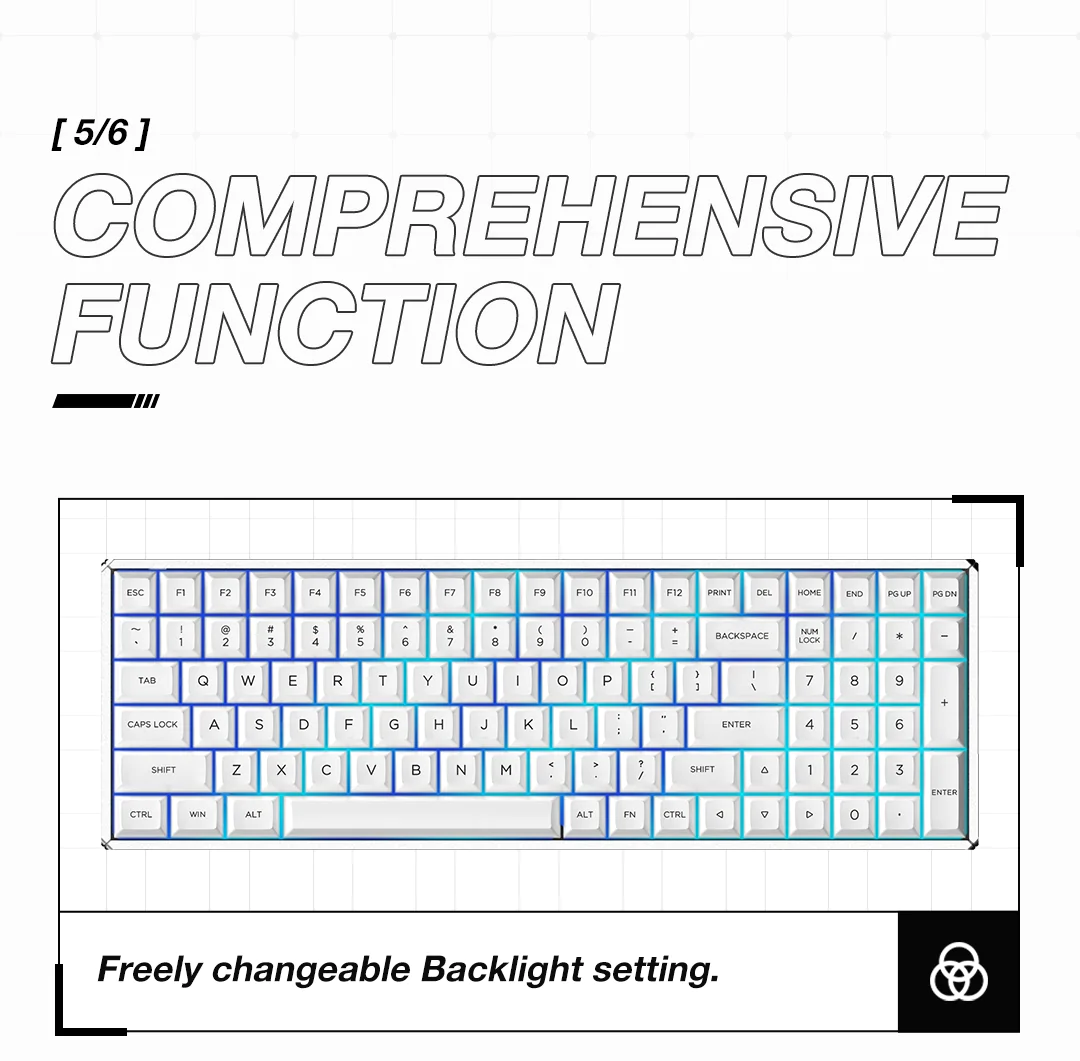 [ 5/6 ]
COMPREHENSIVE
FUNCTION
ESC F1 F2 F3 F4 F5 F6 F7 F8 F9 F10 F11 F12 PRINT DEL HOME END PG UP PG DN
~ ! @ # $ % ^ & * ( ) – + BACKSPACE NUM / * –
` 1 2 3 4 5 6 7 8 9 0 - = LOCK
TAB Q W E R T Y U I O P { } | 7 8 9 +
[ ] \
CAPS LOCK A S D F G H J K L : " ENTER 4 5 6
; '
SHIFT Z X C V B N M < > ? SHIFT △ 1 2 3 ENTER
, . /
CTRL WIN ALT ALT FN CTRL ◁ ▽ ▷ 0 .
Freely changeable Backlight setting.